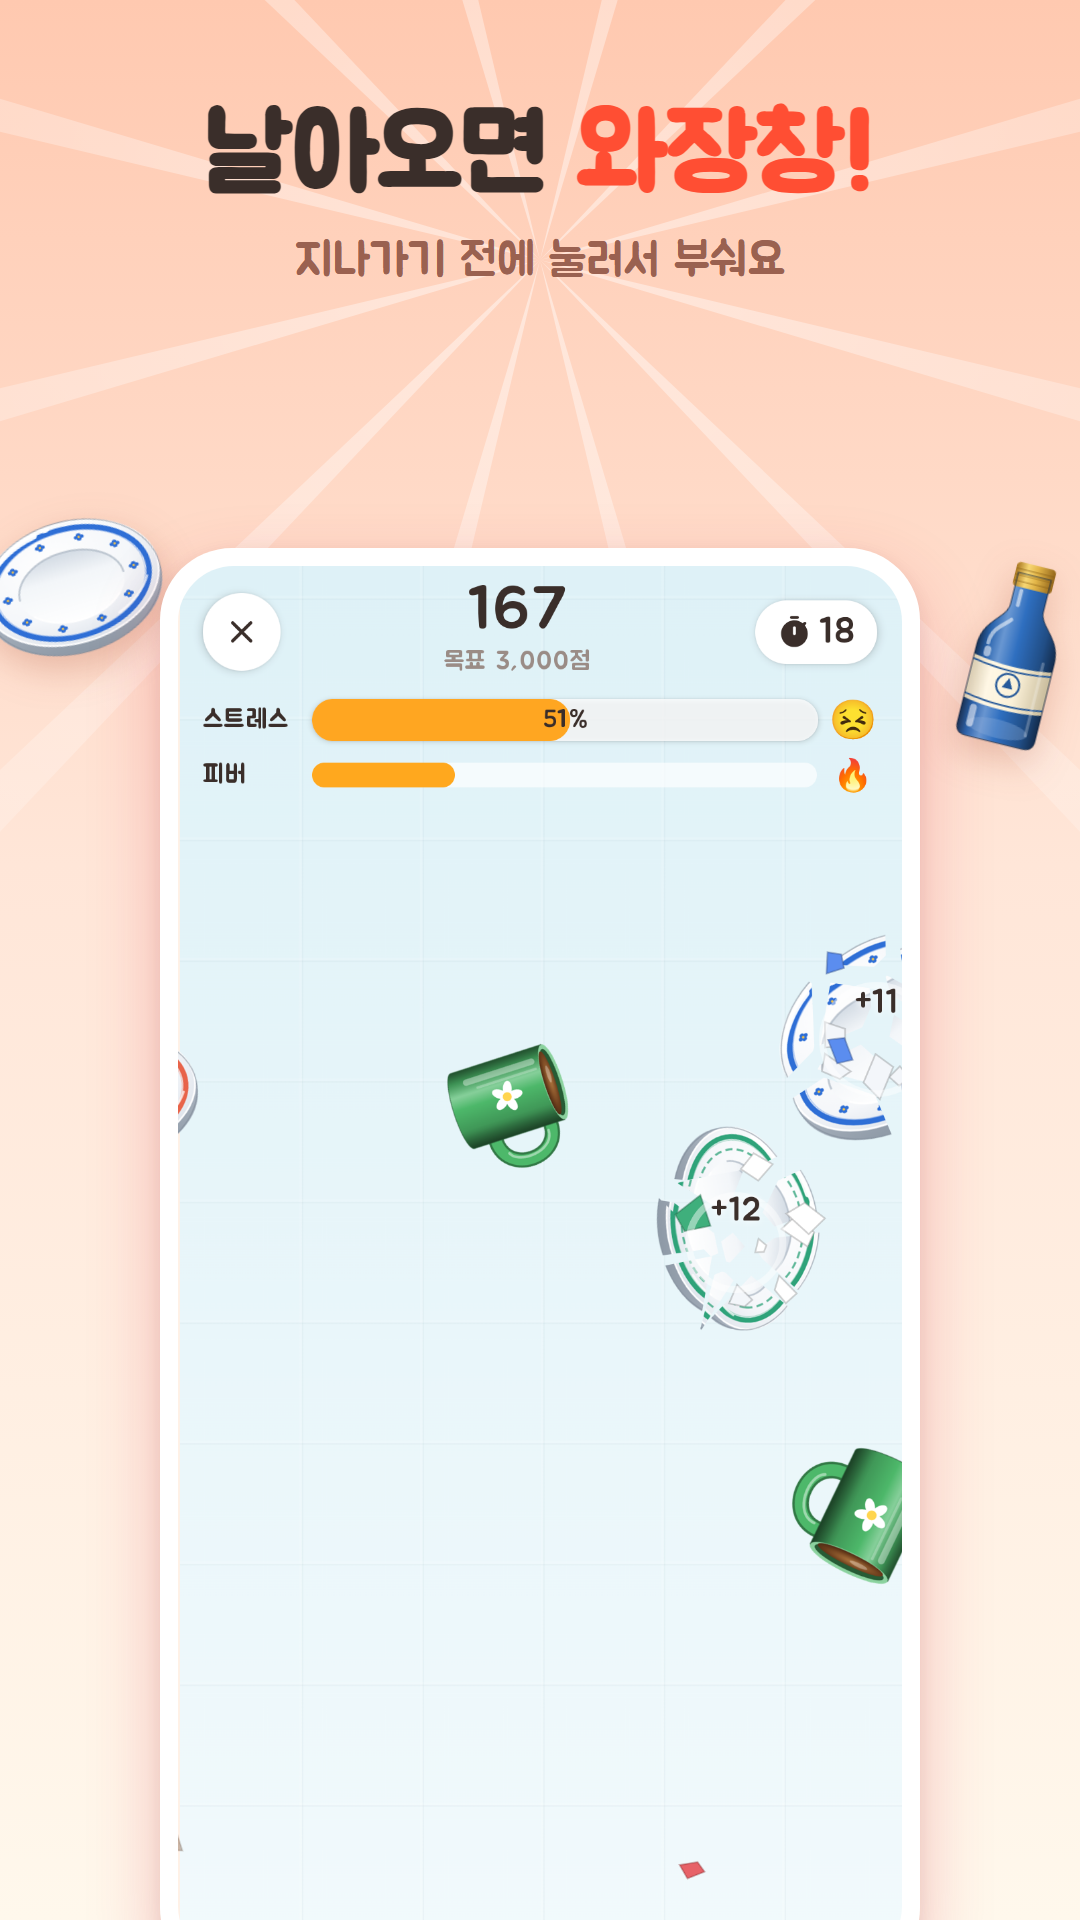 날아오면 와장창!
지나가기 전에 눌러서 부숴요
167
목표 3,000점
18
스트레스 51%
피버
+11
+12